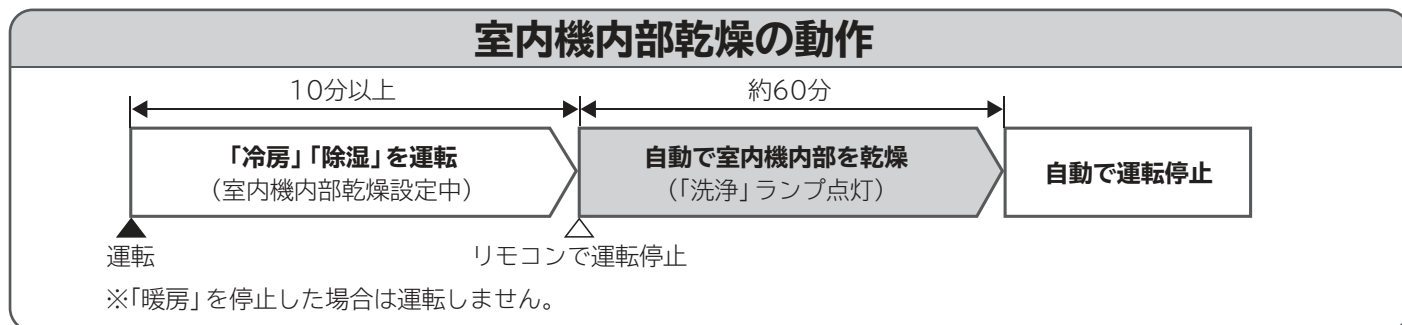 室内機内部乾燥の動作
10分以上
約60分
「冷房」「除湿」を運転
(室内機内部乾燥設定中)
自動で室内機内部を乾燥
(「洗浄」ランプ点灯)
自動で運転停止
運転
リモコンで運転停止
※「暖房」を停止した場合は運転しません。